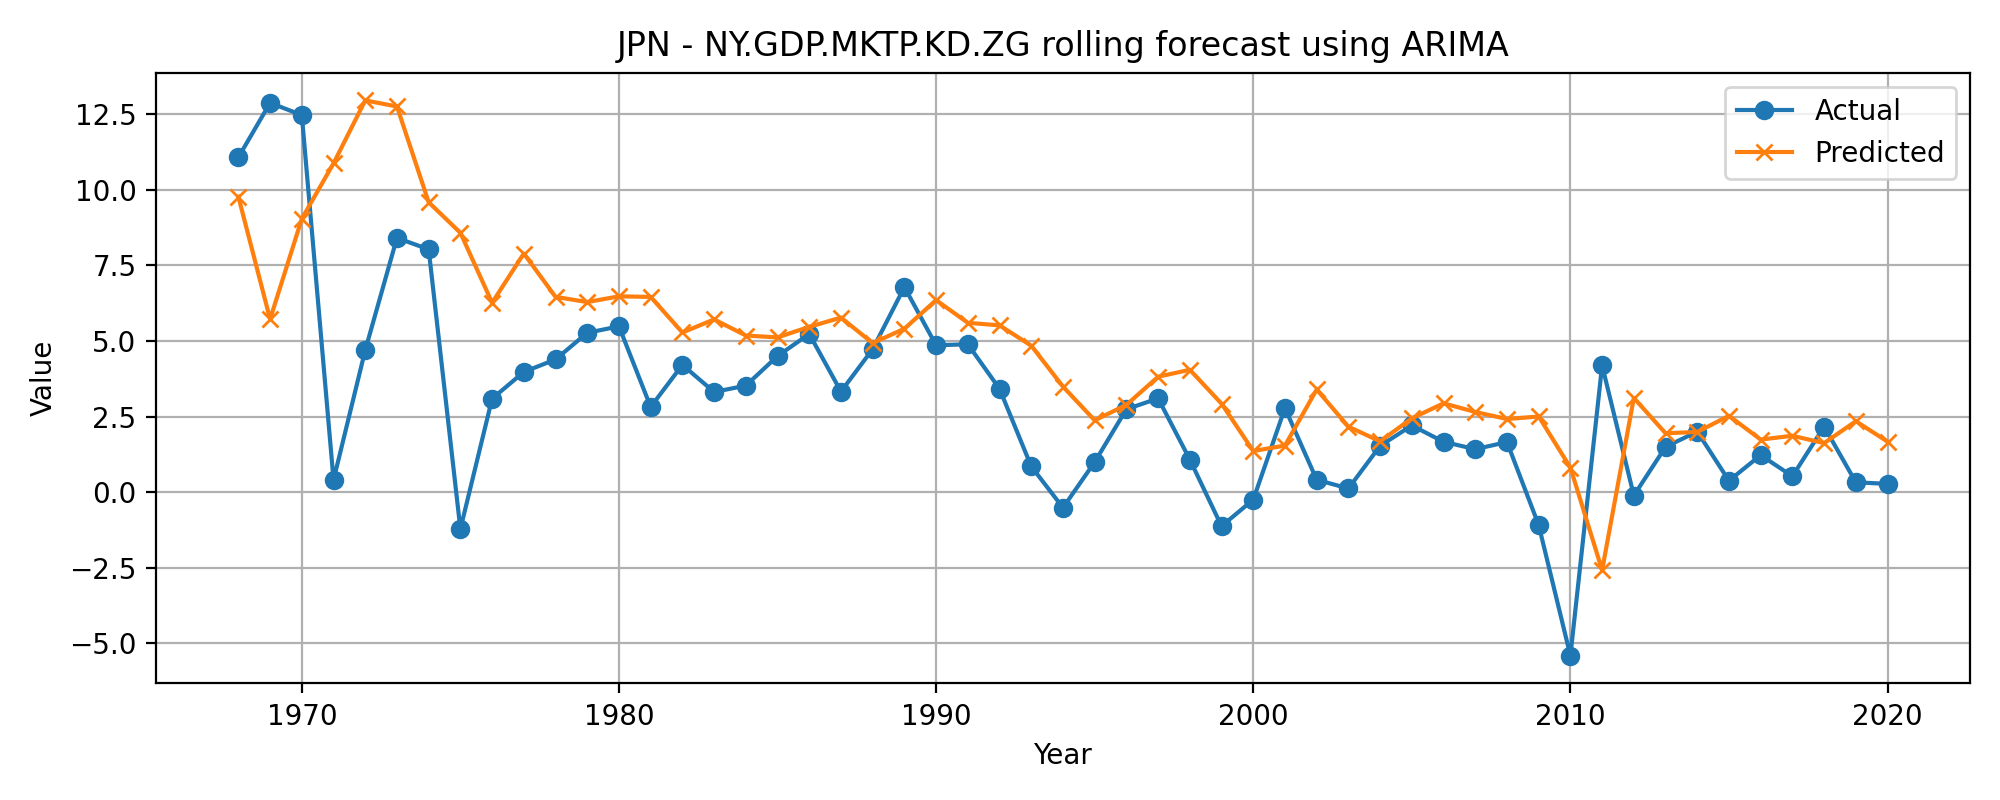 JPN - NY.GDP.MKTP.KD.ZG rolling forecast using ARIMA
Actual
Predicted
12.5
10.0
7.5
5.0
2.5
0.0
−2.5
−5.0
Value
1970 1980 1990 2000 2010 2020
Year